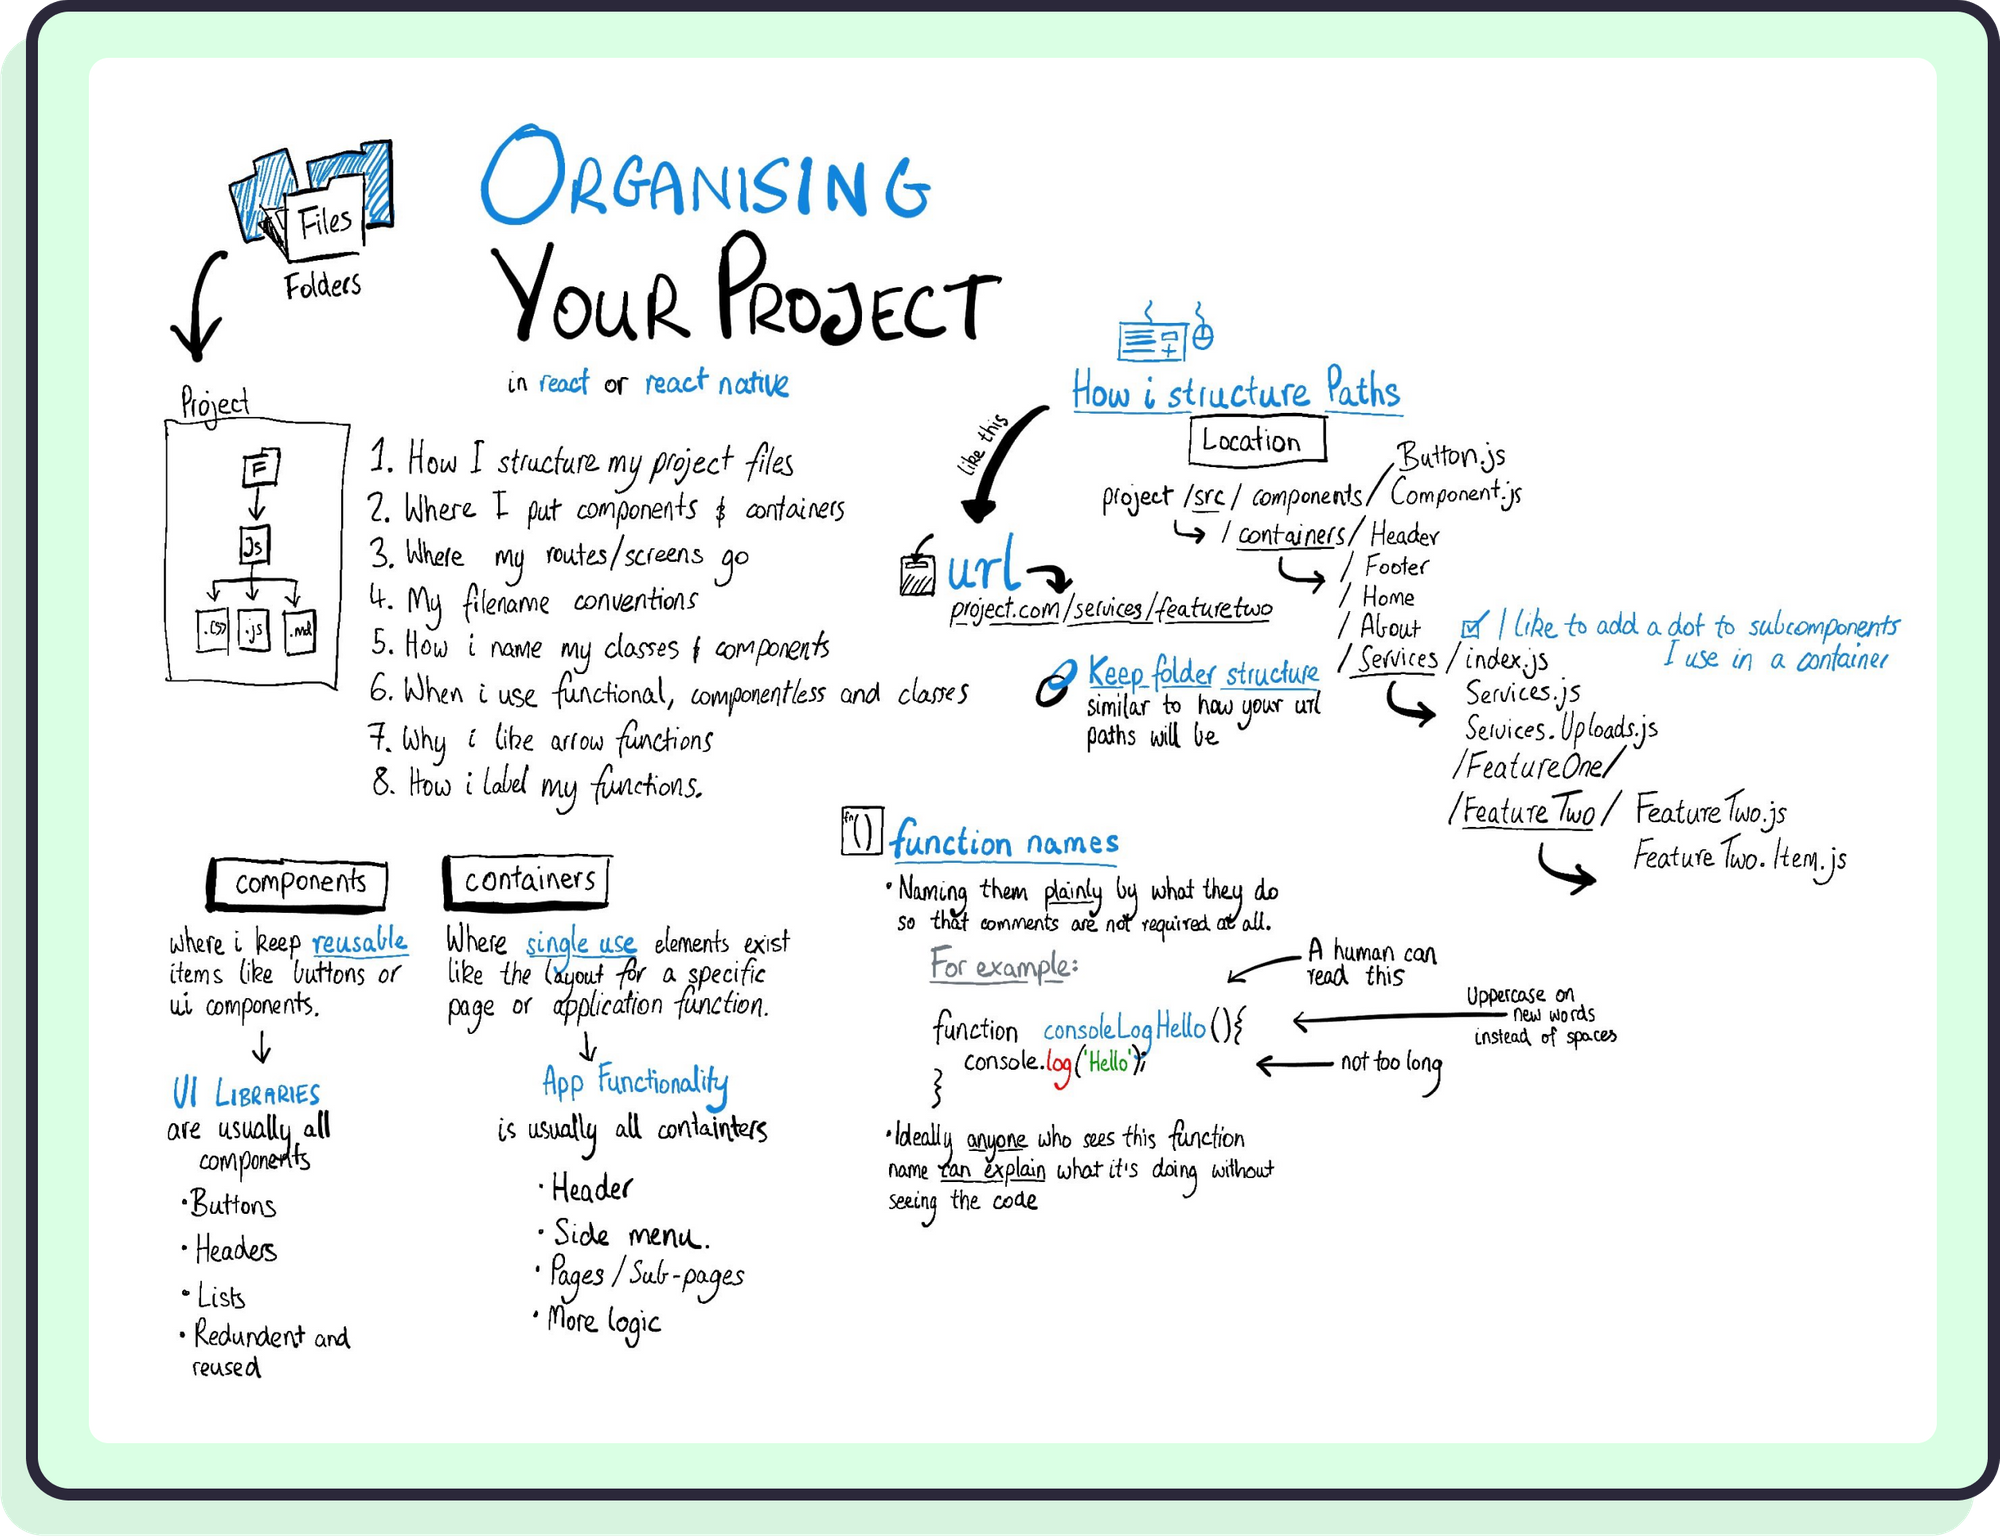 Files
Folders
ORGANISING
YOUR PROJECT
in react or react native
Project
F
Js
.css .js .md
1. How I structure my project files
2. Where I put components & containers
3. Where my routes/screens go
4. My filename conventions
5. How i name my classes & components
6. When i use functional, componentless and classes
7. Why i like arrow functions
8. How i label my functions.
components
where i keep reusable
items like buttons or
ui components.
UI LIBRARIES
are usually all
components
• Buttons
• Headers
• Lists
• Redundent and
reused
containers
Where single use elements exist
like the layout for a specific
page or application function.
App Functionality
is usually all containters
• Header
• Side menu.
• Pages / Sub-pages
• More logic
How i structure Paths
like this
Location
Button.js
project /src/ components/ Component.js
/ containers/ Header
/ Footer
/ Home
/ About
/ Services / index.js
Services.js
Services.Uploads.js
/FeatureOne/
/Feature Two/ Feature Two.js
Feature Two.Item.js
I like to add a dot to subcomponents
I use in a container
url
project.com/services/featuretwo
Keep folder structure
similar to how your url
paths will be
fn()
function names
• Naming them plainly by what they do
so that comments are not required at all.
For example:
A human can
read this
function consoleLogHello(){
console.log('Hello');
}
Uppercase on
new words
instead of spaces
not too long
• Ideally anyone who sees this function
name can explain what it's doing without
seeing the code